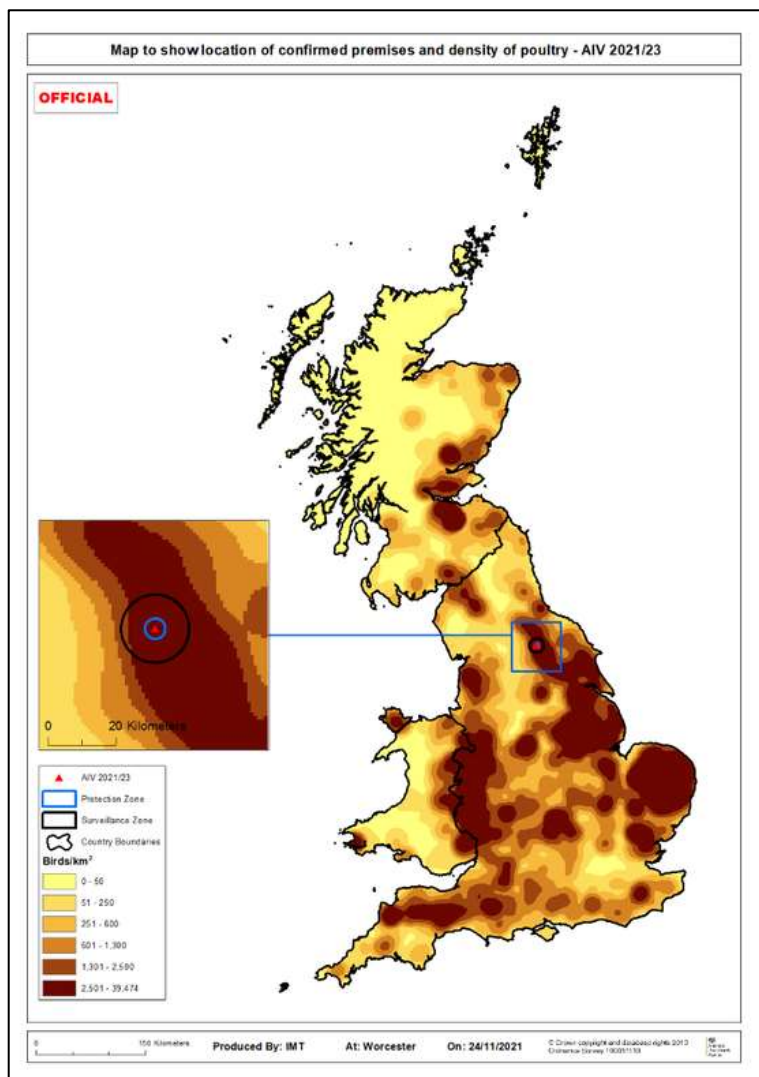 Map to show location of confirmed premises and density of poultry - AIV 2021/23
OFFICIAL
0 20 Kilometers
AIV 2021/23
Protection Zone
Surveillance Zone
Country Boundaries
Birds/km²
0 - 50
51 - 250
251 - 600
601 - 1,300
1,301 - 2,500
2,501 - 39,474
0 150 Kilometers
Produced By: IMT
At: Worcester
On: 24/11/2021
© Crown copyright and database rights
Ordnance Survey